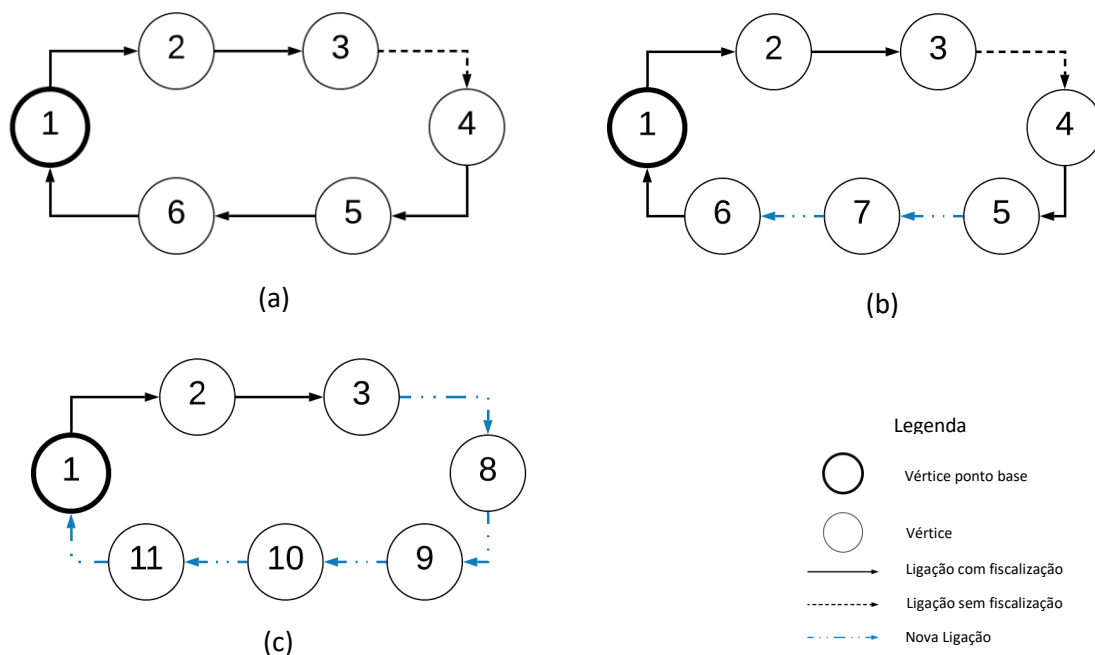 2 3
1 4
6 5
(a)
2 3
1 4
6 7 5
(b)
2 3
1 8
11 10 9
(c)
Legenda
Vértice ponto base
Vértice
Ligação com fiscalização
Ligação sem fiscalização
Nova Ligação